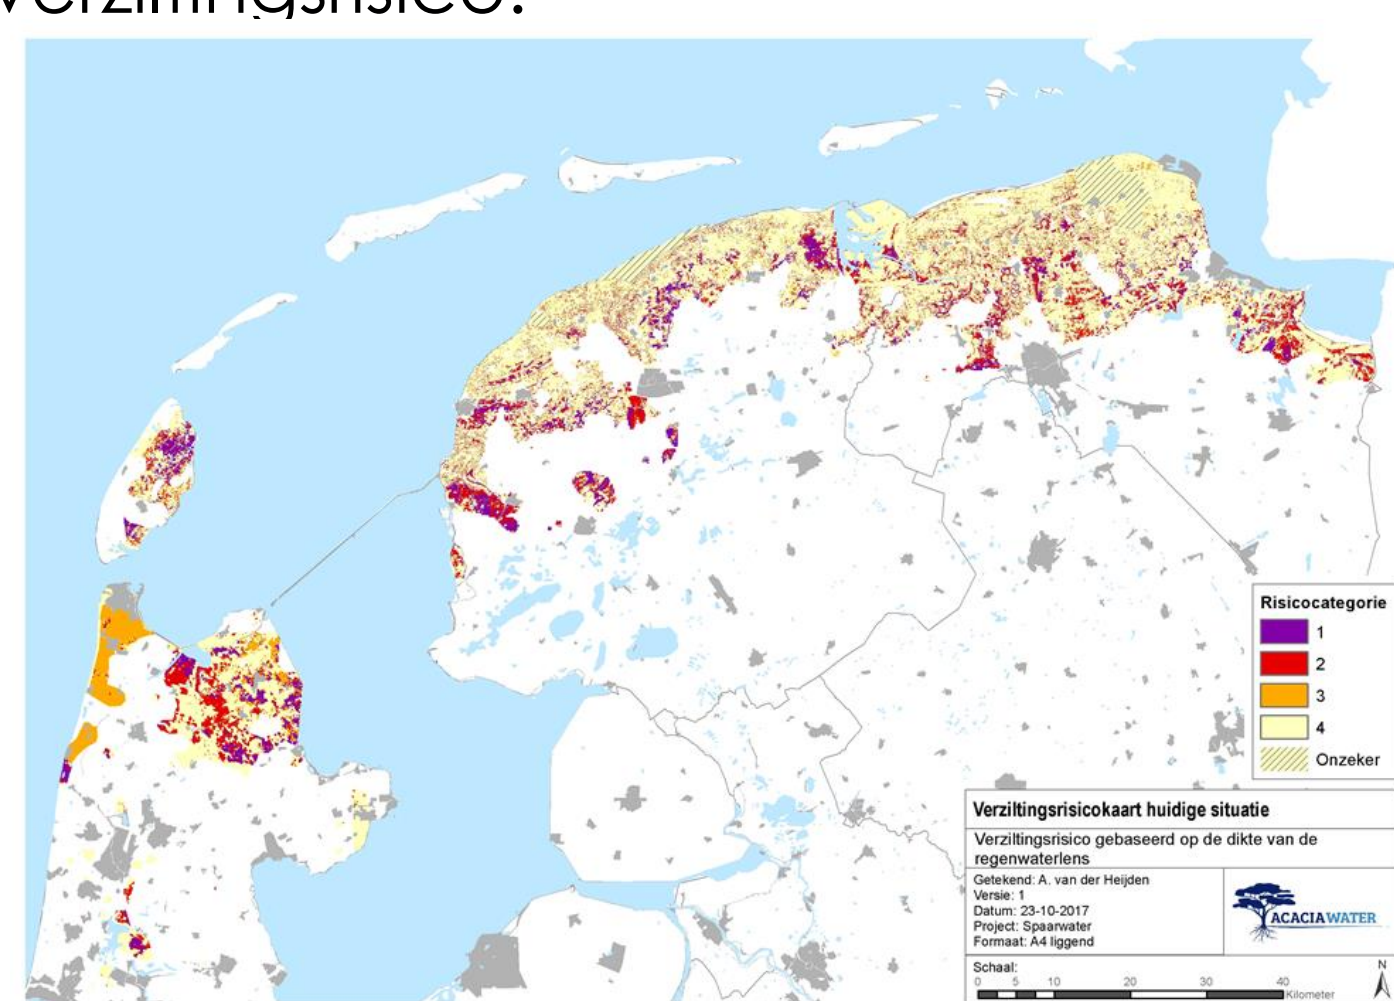 verziltingsrisico.
Risicocategorie
1
2
3
4
Onzeker
Verziltingsrisicokaart huidige situatie
Verziltingsrisico gebaseerd op de dikte van de
regenwaterlens
Getekend: A. van der Heijden
Versie: 1
Datum: 23-10-2017
Project: Spaarwater
Formaat: A4 liggend
ACACIAWATER
Schaal:
0 5 10 20 30 40
Kilometer
N